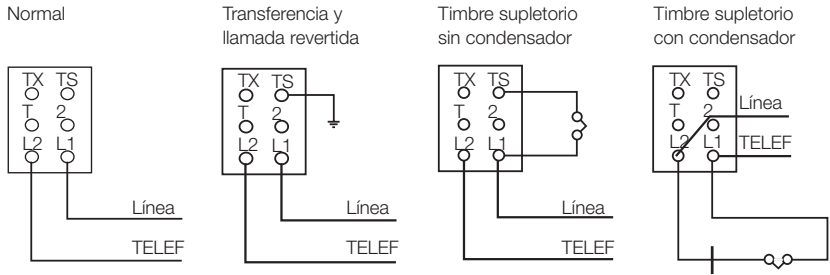 Normal
Transferencia y
llamada revertida
Timbre supletorio
sin condensador
Timbre supletorio
con condensador
TX TS
T 2
L2 L1
Línea
TELEF
TX TS
T 2
L2 L1
Línea
TELEF
TX TS
T 2
L2 L1
Línea
TELEF
TX TS
T 2
L2 L1
Línea
TELEF